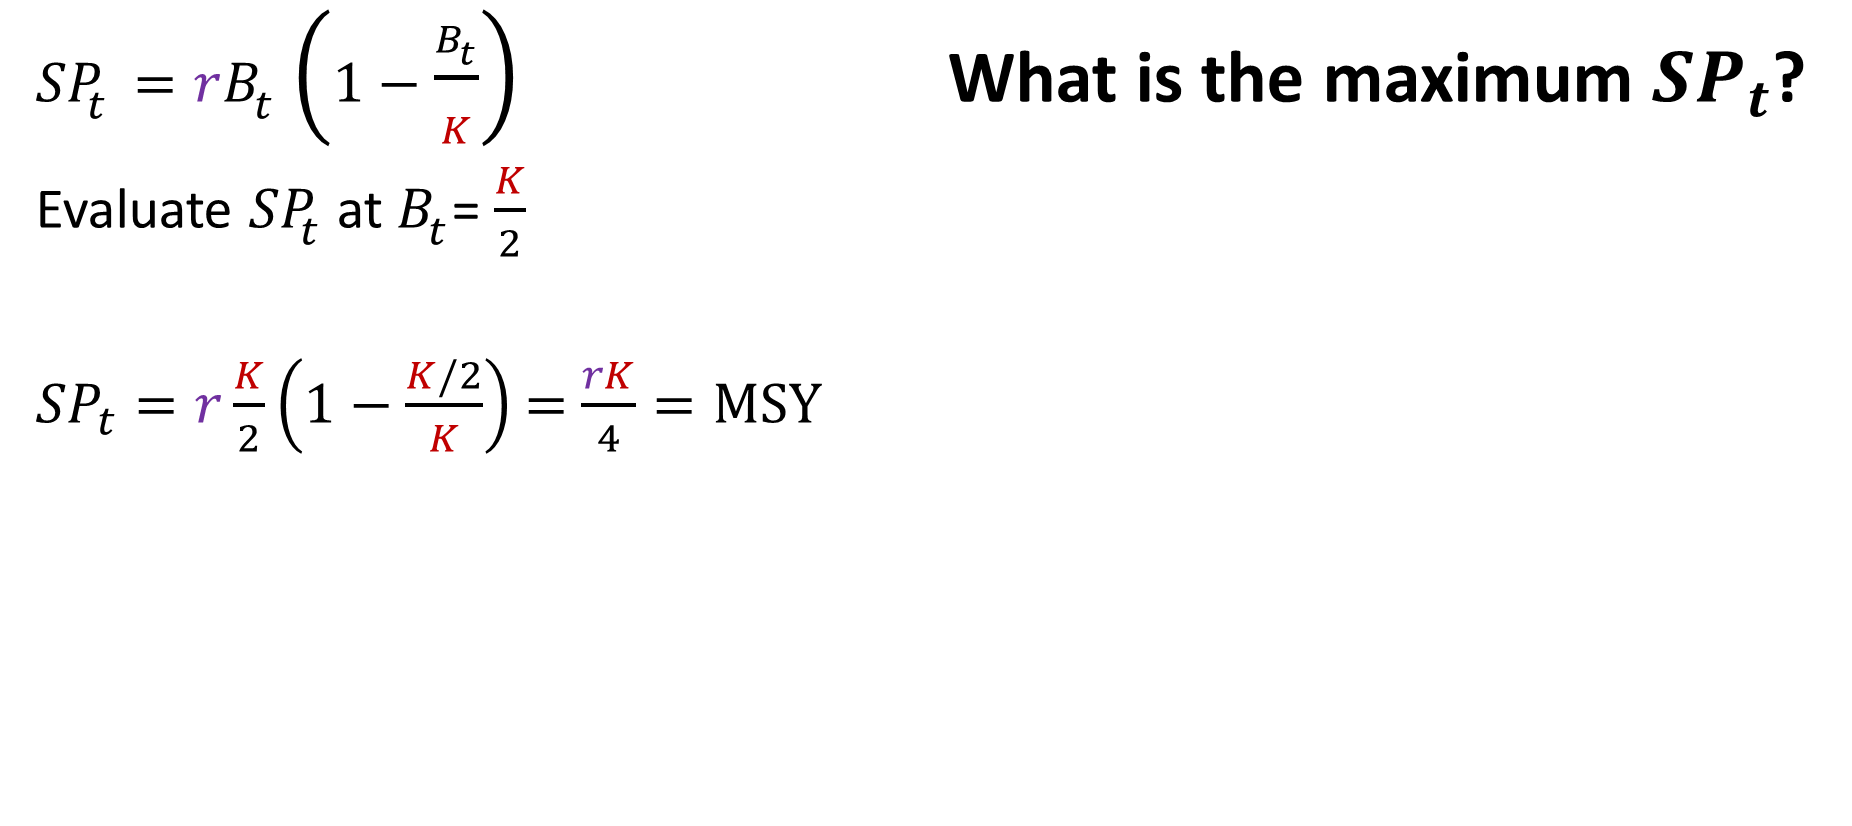 SP_t = rB_t (1 − B_t/K)
What is the maximum SP_t?
Evaluate SP_t at B_t= K/2
SP_t = r K/2 (1 − (K/2)/K) = rK/4 = MSY